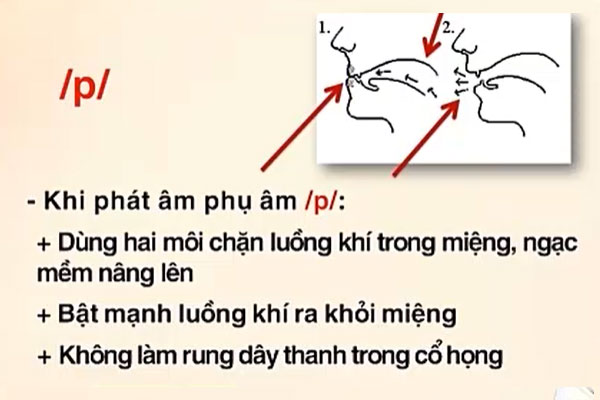 1.
2.
/p/
- Khi phát âm phụ âm /p/:
+ Dùng hai môi chặn luồng khí trong miệng, ngạc
mềm nâng lên
+ Bật mạnh luồng khí ra khỏi miệng
+ Không làm rung dây thanh trong cổ họng